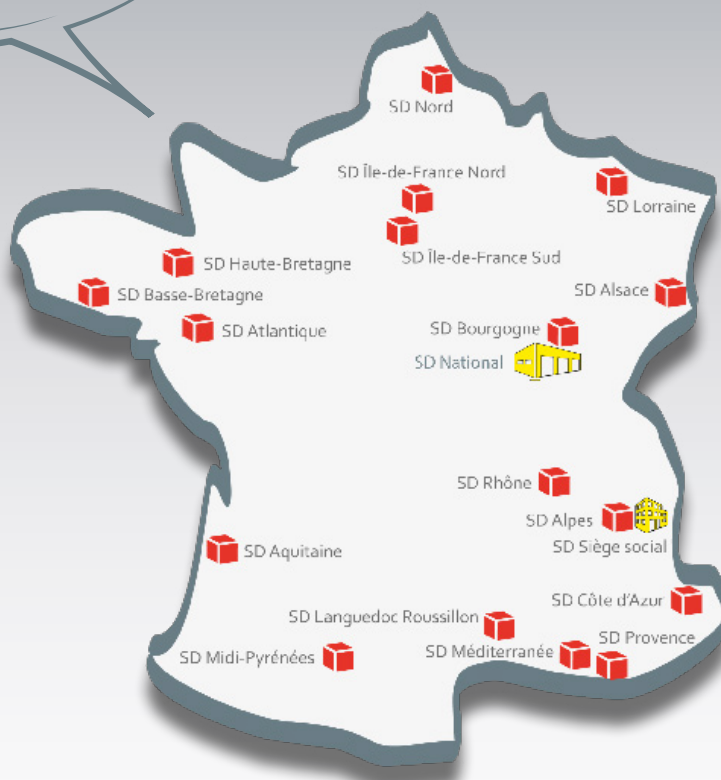 SD Nord
SD Île-de-France Nord
SD Lorraine
SD Île-de-France Sud
SD Haute-Bretagne
SD Basse-Bretagne
SD Alsace
SD Atlantique
SD Bourgogne
SD National
SD Rhône
SD Alpes
SD Siège social
SD Aquitaine
SD Côte d'Azur
SD Languedoc Roussillon
SD Provence
SD Méditerranée
SD Midi-Pyrénées